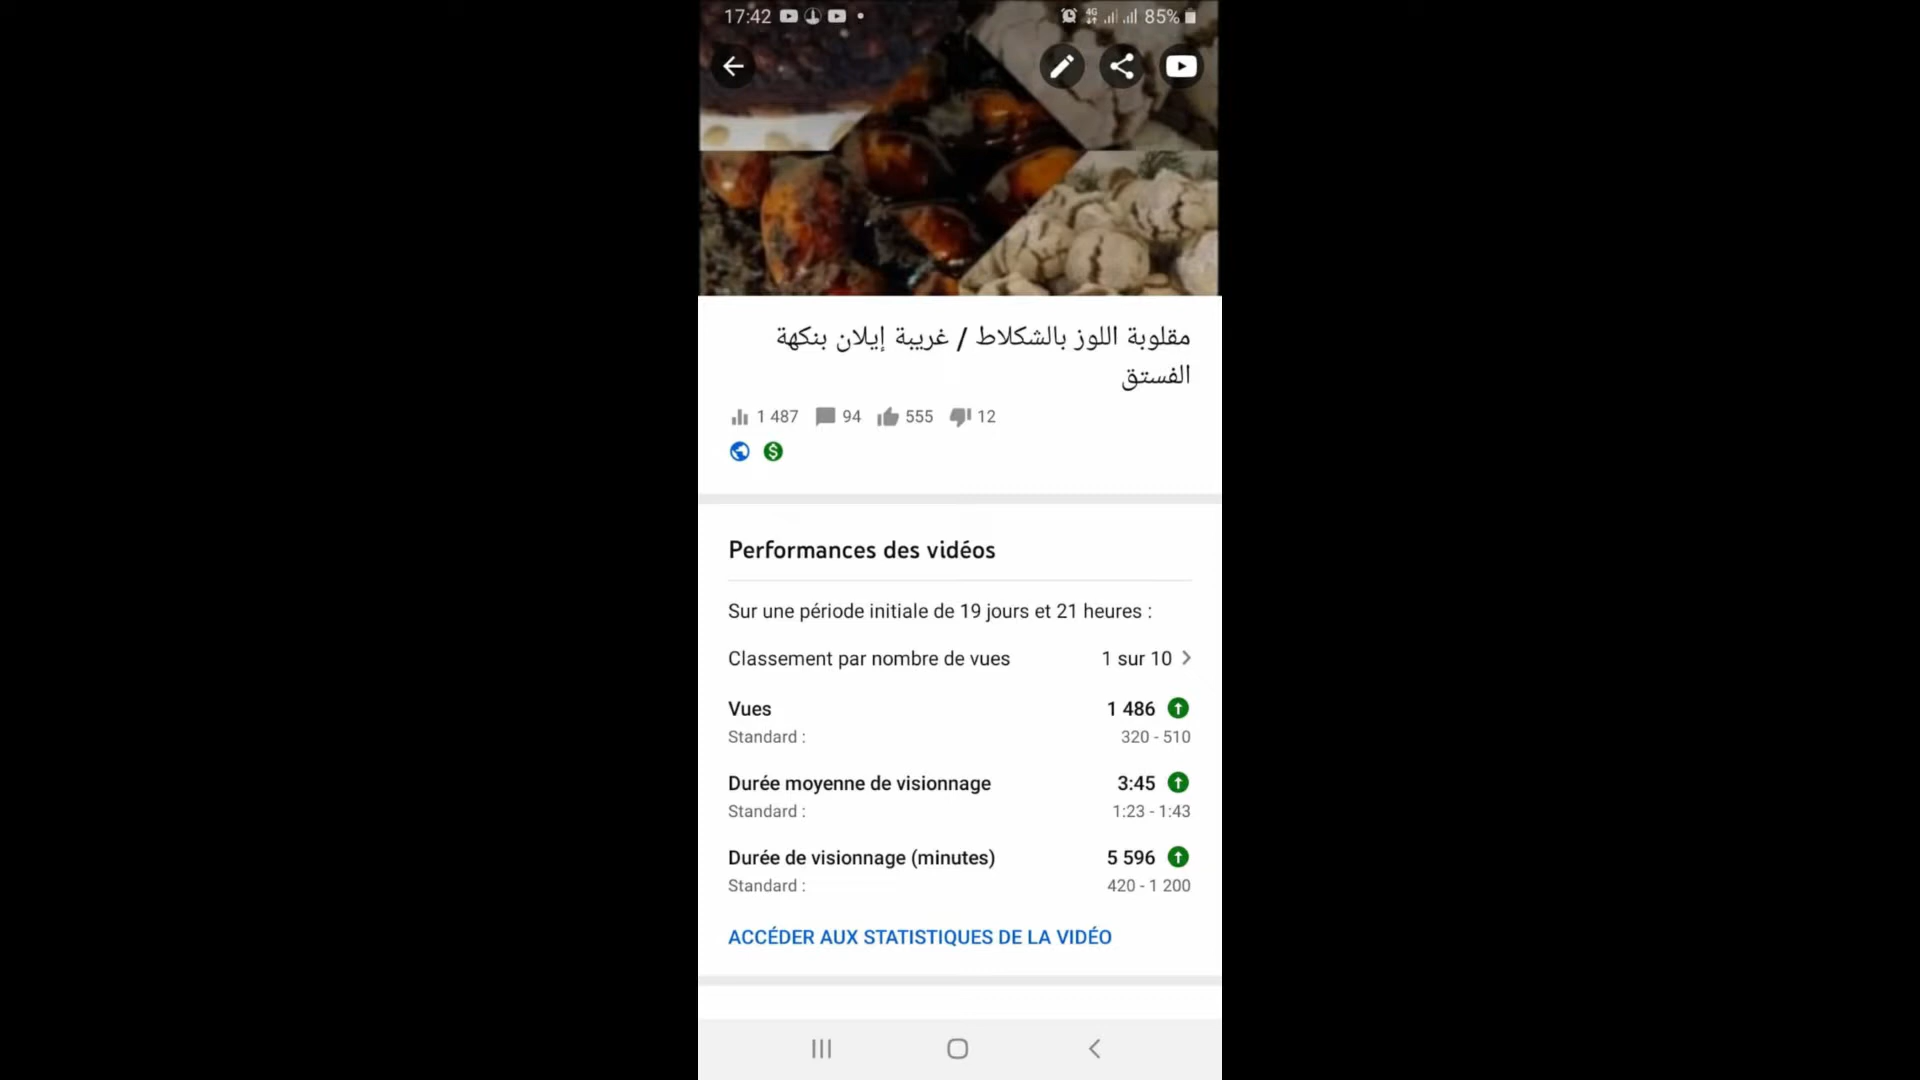 17:42 85%
مقلوبة اللوز بالشكلاط / غريبة إيلان بنكهة
الفستق
1 487 94 555 12
Performances des vidéos
Sur une période initiale de 19 jours et 21 heures :
Classement par nombre de vues 1 sur 10
Vues 1 486
Standard : 320 - 510
Durée moyenne de visionnage 3:45
Standard : 1:23 - 1:43
Durée de visionnage (minutes) 5 596
Standard : 420 - 1 200
ACCÉDER AUX STATISTIQUES DE LA VIDÉO